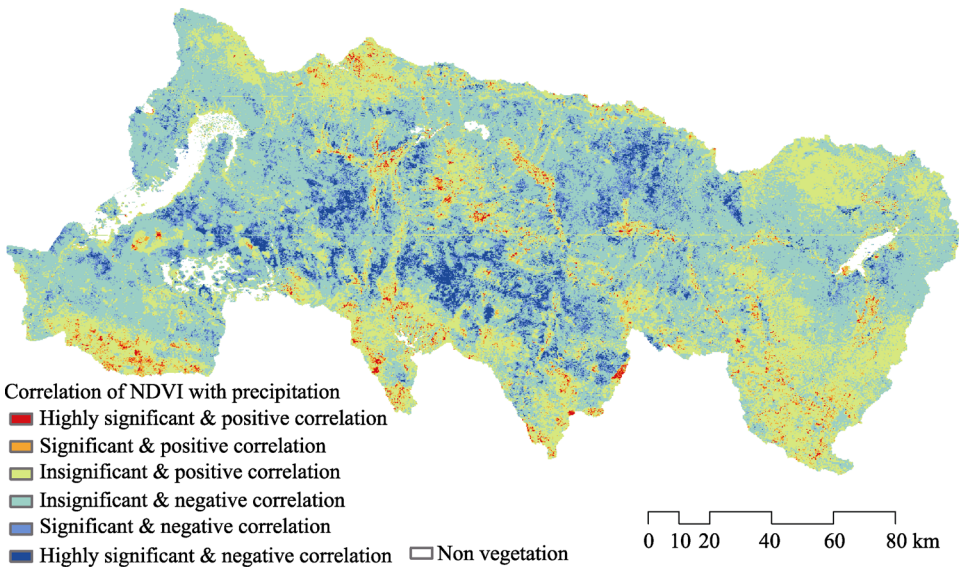 Correlation of NDVI with precipitation
Highly significant & positive correlation
Significant & positive correlation
Insignificant & positive correlation
Insignificant & negative correlation
Significant & negative correlation
Highly significant & negative correlation
Non vegetation
0 10 20 40 60 80 km